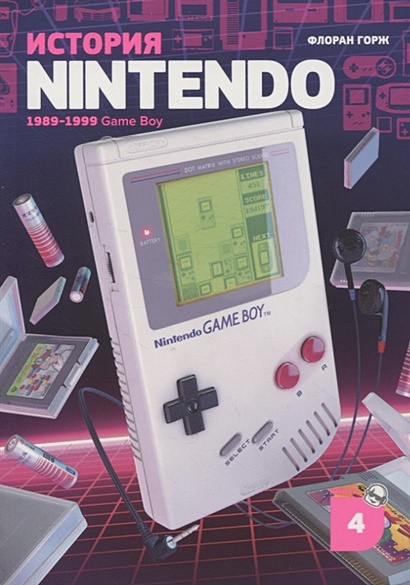 ФЛОРАН ГОРЖ
ИСТОРИЯ
NINTENDO
1989-1999 Game Boy
DOT MATRIX WITH STEREO SOUND
LINES
SCORE
NEXT
BATTERY
Nintendo GAME BOY™
B A
SELECT START
4